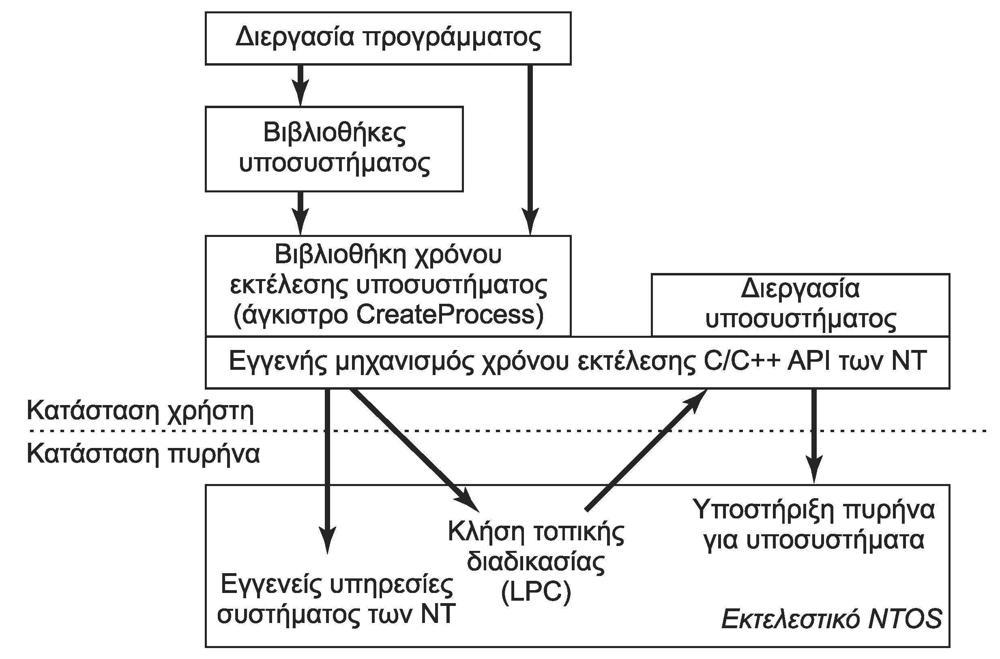 Διεργασία προγράμματος
Βιβλιοθήκες
υποσυστήματος
Βιβλιοθήκη χρόνου
εκτέλεσης υποσυστήματος
(άγκιστρο CreateProcess)
Διεργασία
υποσυστήματος
Εγγενής μηχανισμός χρόνου εκτέλεσης C/C++ API των NT
Κατάσταση χρήστη
Κατάσταση πυρήνα
Εγγενείς υπηρεσίες
συστήματος των NT
Κλήση τοπικής
διαδικασίας
(LPC)
Υποστήριξη πυρήνα
για υποσυστήματα
Εκτελεστικό NTOS